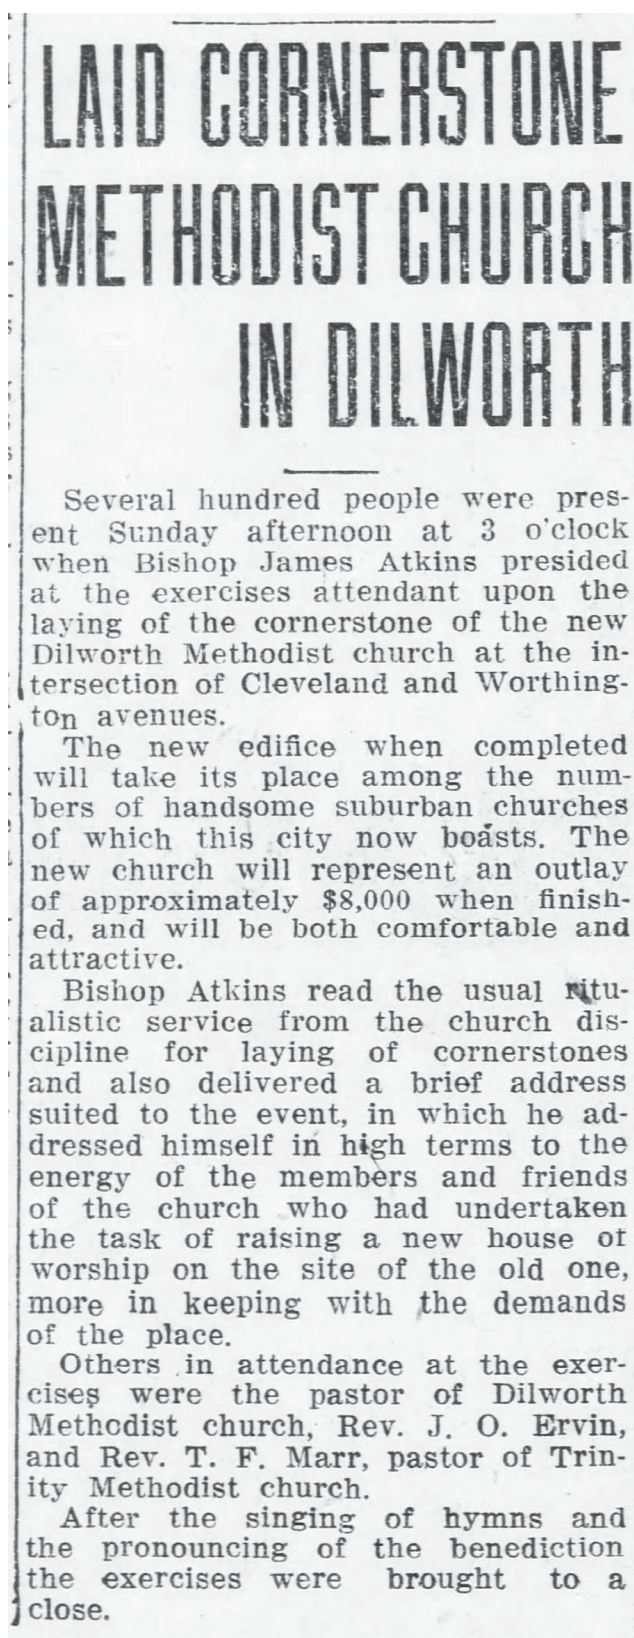 LAID CORNERSTONE
METHODIST CHURCH
IN DILWORTH
Several hundred people were pres-
ent Sunday afternoon at 3 o'clock
when Bishop James Atkins presided
at the exercises attendant upon the
laying of the cornerstone of the new
Dilworth Methodist church at the in-
tersection of Cleveland and Worthing-
ton avenues.
The new edifice when completed
will take its place among the num-
bers of handsome suburban churches
of which this city now boasts. The
new church will represent an outlay
of approximately $8,000 when finish-
ed, and will be both comfortable and
attractive.
Bishop Atkins read the usual ritu-
alistic service from the church dis-
cipline for laying of cornerstones
and also delivered a brief address
suited to the event, in which he ad-
dressed himself in high terms to the
energy of the members and friends
of the church who had undertaken
the task of raising a new house of
worship on the site of the old one,
more in keeping with the demands
of the place.
Others in attendance at the exer-
cises were the pastor of Dilworth
Methodist church, Rev. J. O. Ervin,
and Rev. T. F. Marr, pastor of Trin-
ity Methodist church.
After the singing of hymns and
the pronouncing of the benediction
the exercises were brought to a
close.